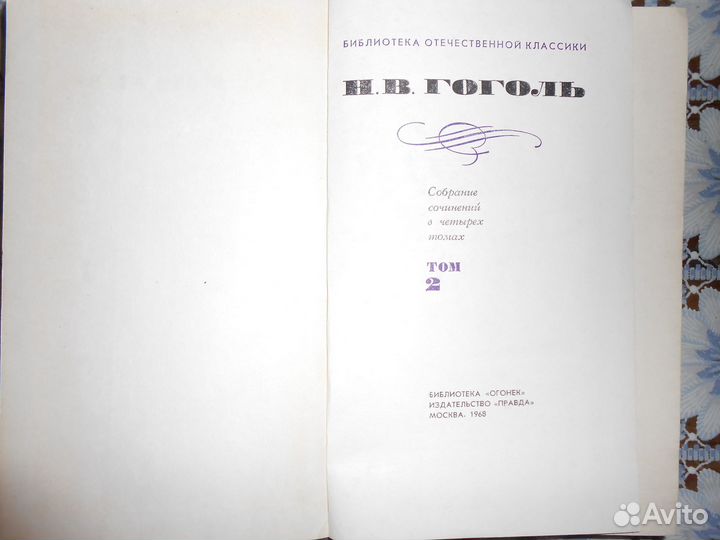 БИБЛИОТЕКА ОТЕЧЕСТВЕННОЙ КЛАССИКИ
Н. В. ГОГОЛЬ
Собрание
сочинений
в четырех
томах
ТОМ
2
БИБЛИОТЕКА «ОГОНЕК»
ИЗДАТЕЛЬСТВО «ПРАВДА»
МОСКВА. 1968
Avito